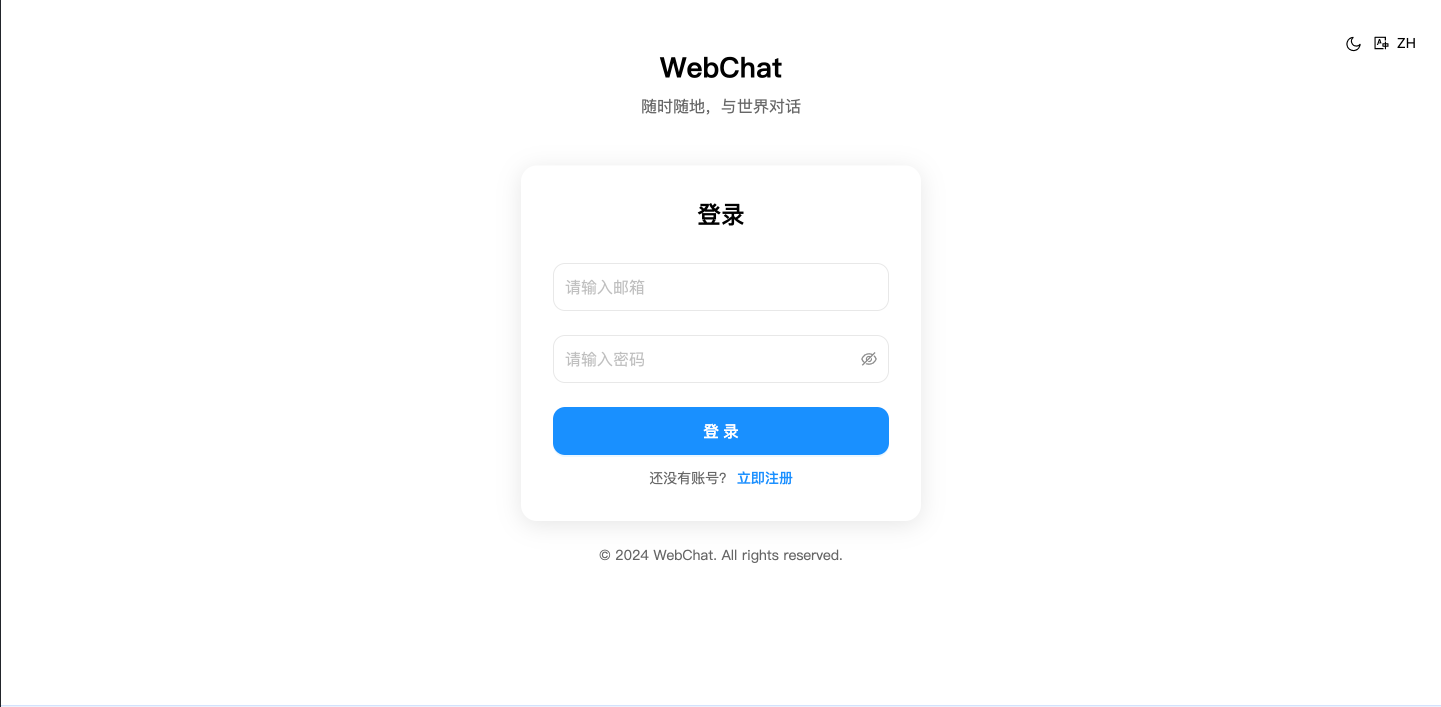 ZH
WebChat
随时随地，与世界对话
登录
请输入邮箱
请输入密码
登 录
还没有账号？ 立即注册
© 2024 WebChat. All rights reserved.